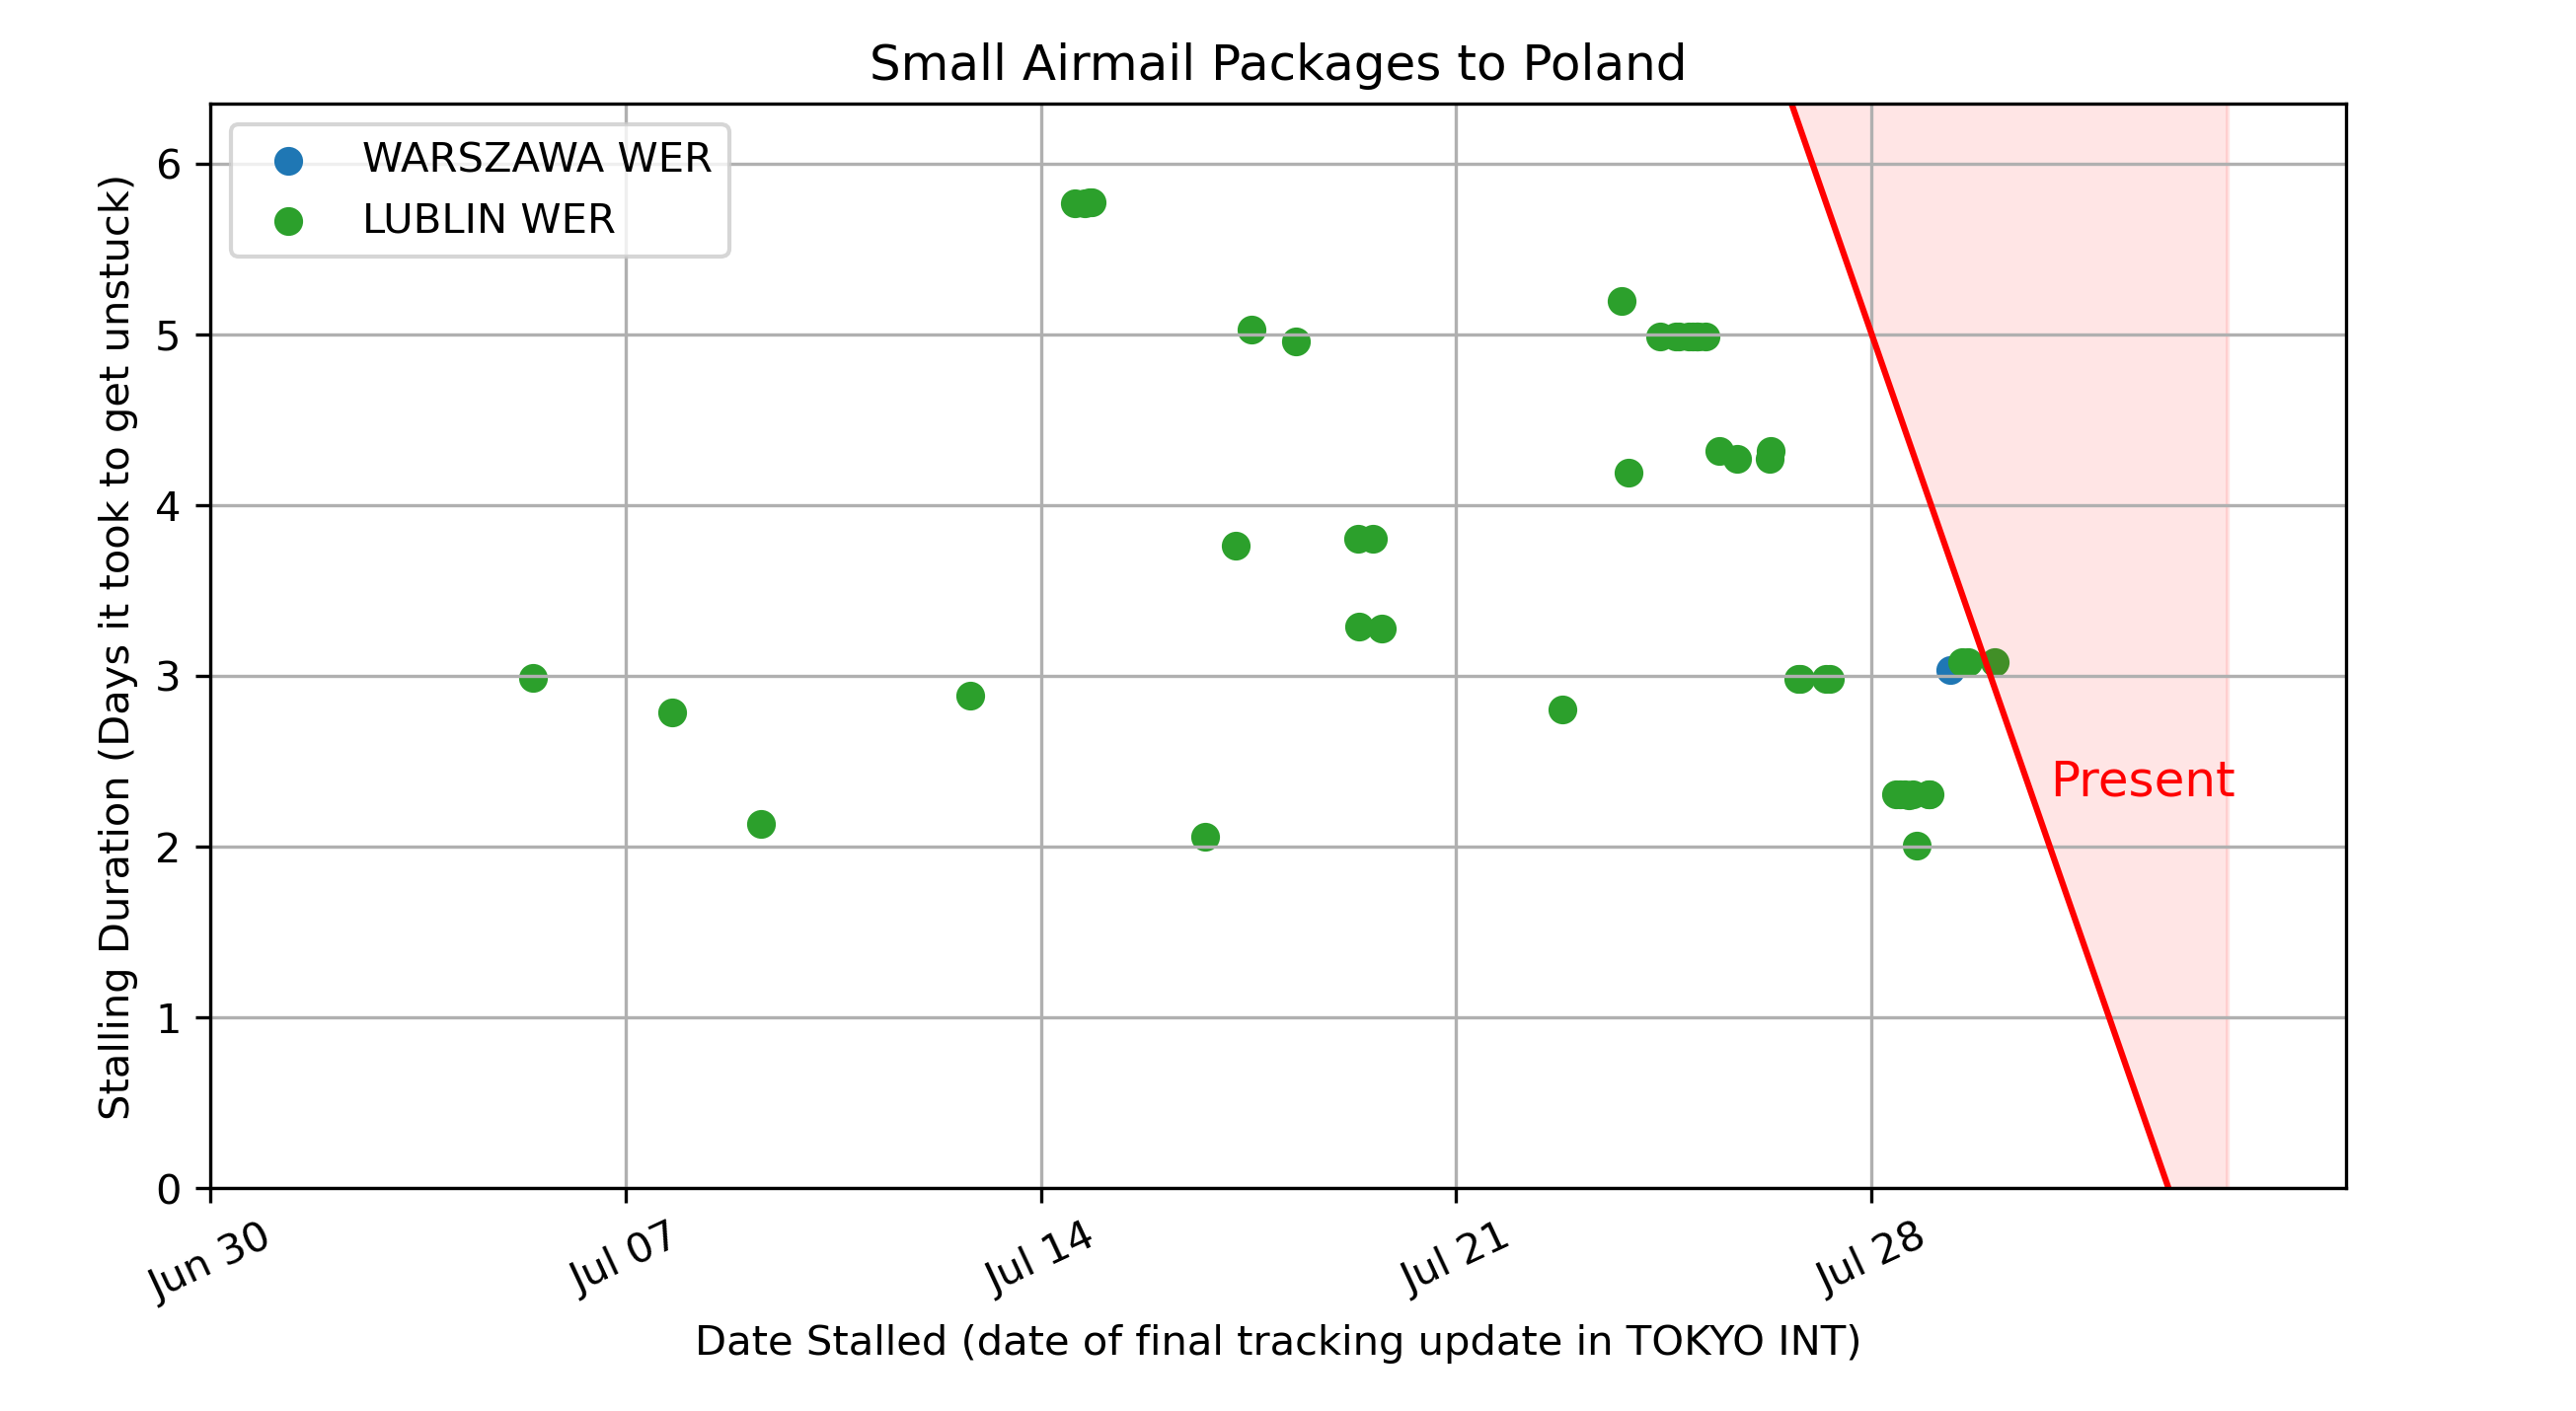 Small Airmail Packages to Poland
WARSZAWA WER
LUBLIN WER
Stalling Duration (Days it took to get unstuck)
6
5
4
3
2
1
0
Present
Jun 30
Jul 07
Jul 14
Jul 21
Jul 28
Date Stalled (date of final tracking update in TOKYO INT)